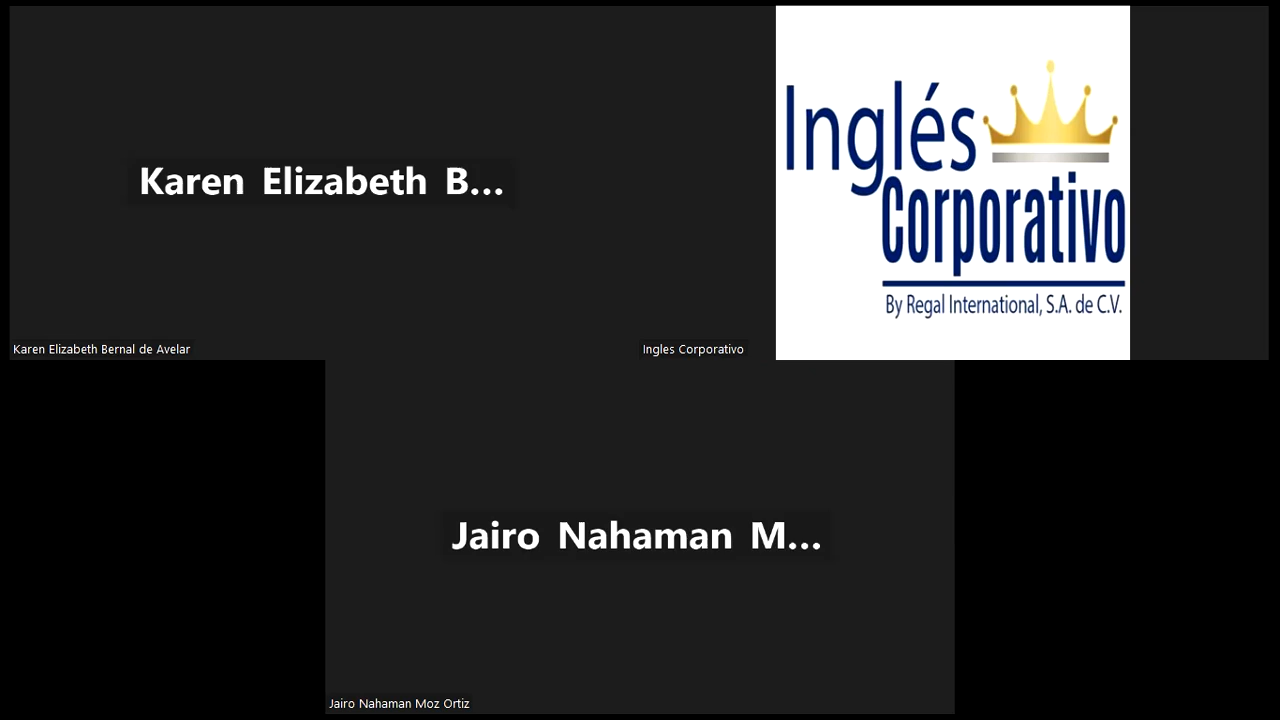 Karen Elizabeth B...
Karen Elizabeth Bernal de Avelar
Inglés
Corporativo
By Regal International, S.A. de C.V.
Ingles Corporativo
Jairo Nahaman M...
Jairo Nahaman Moz Ortiz